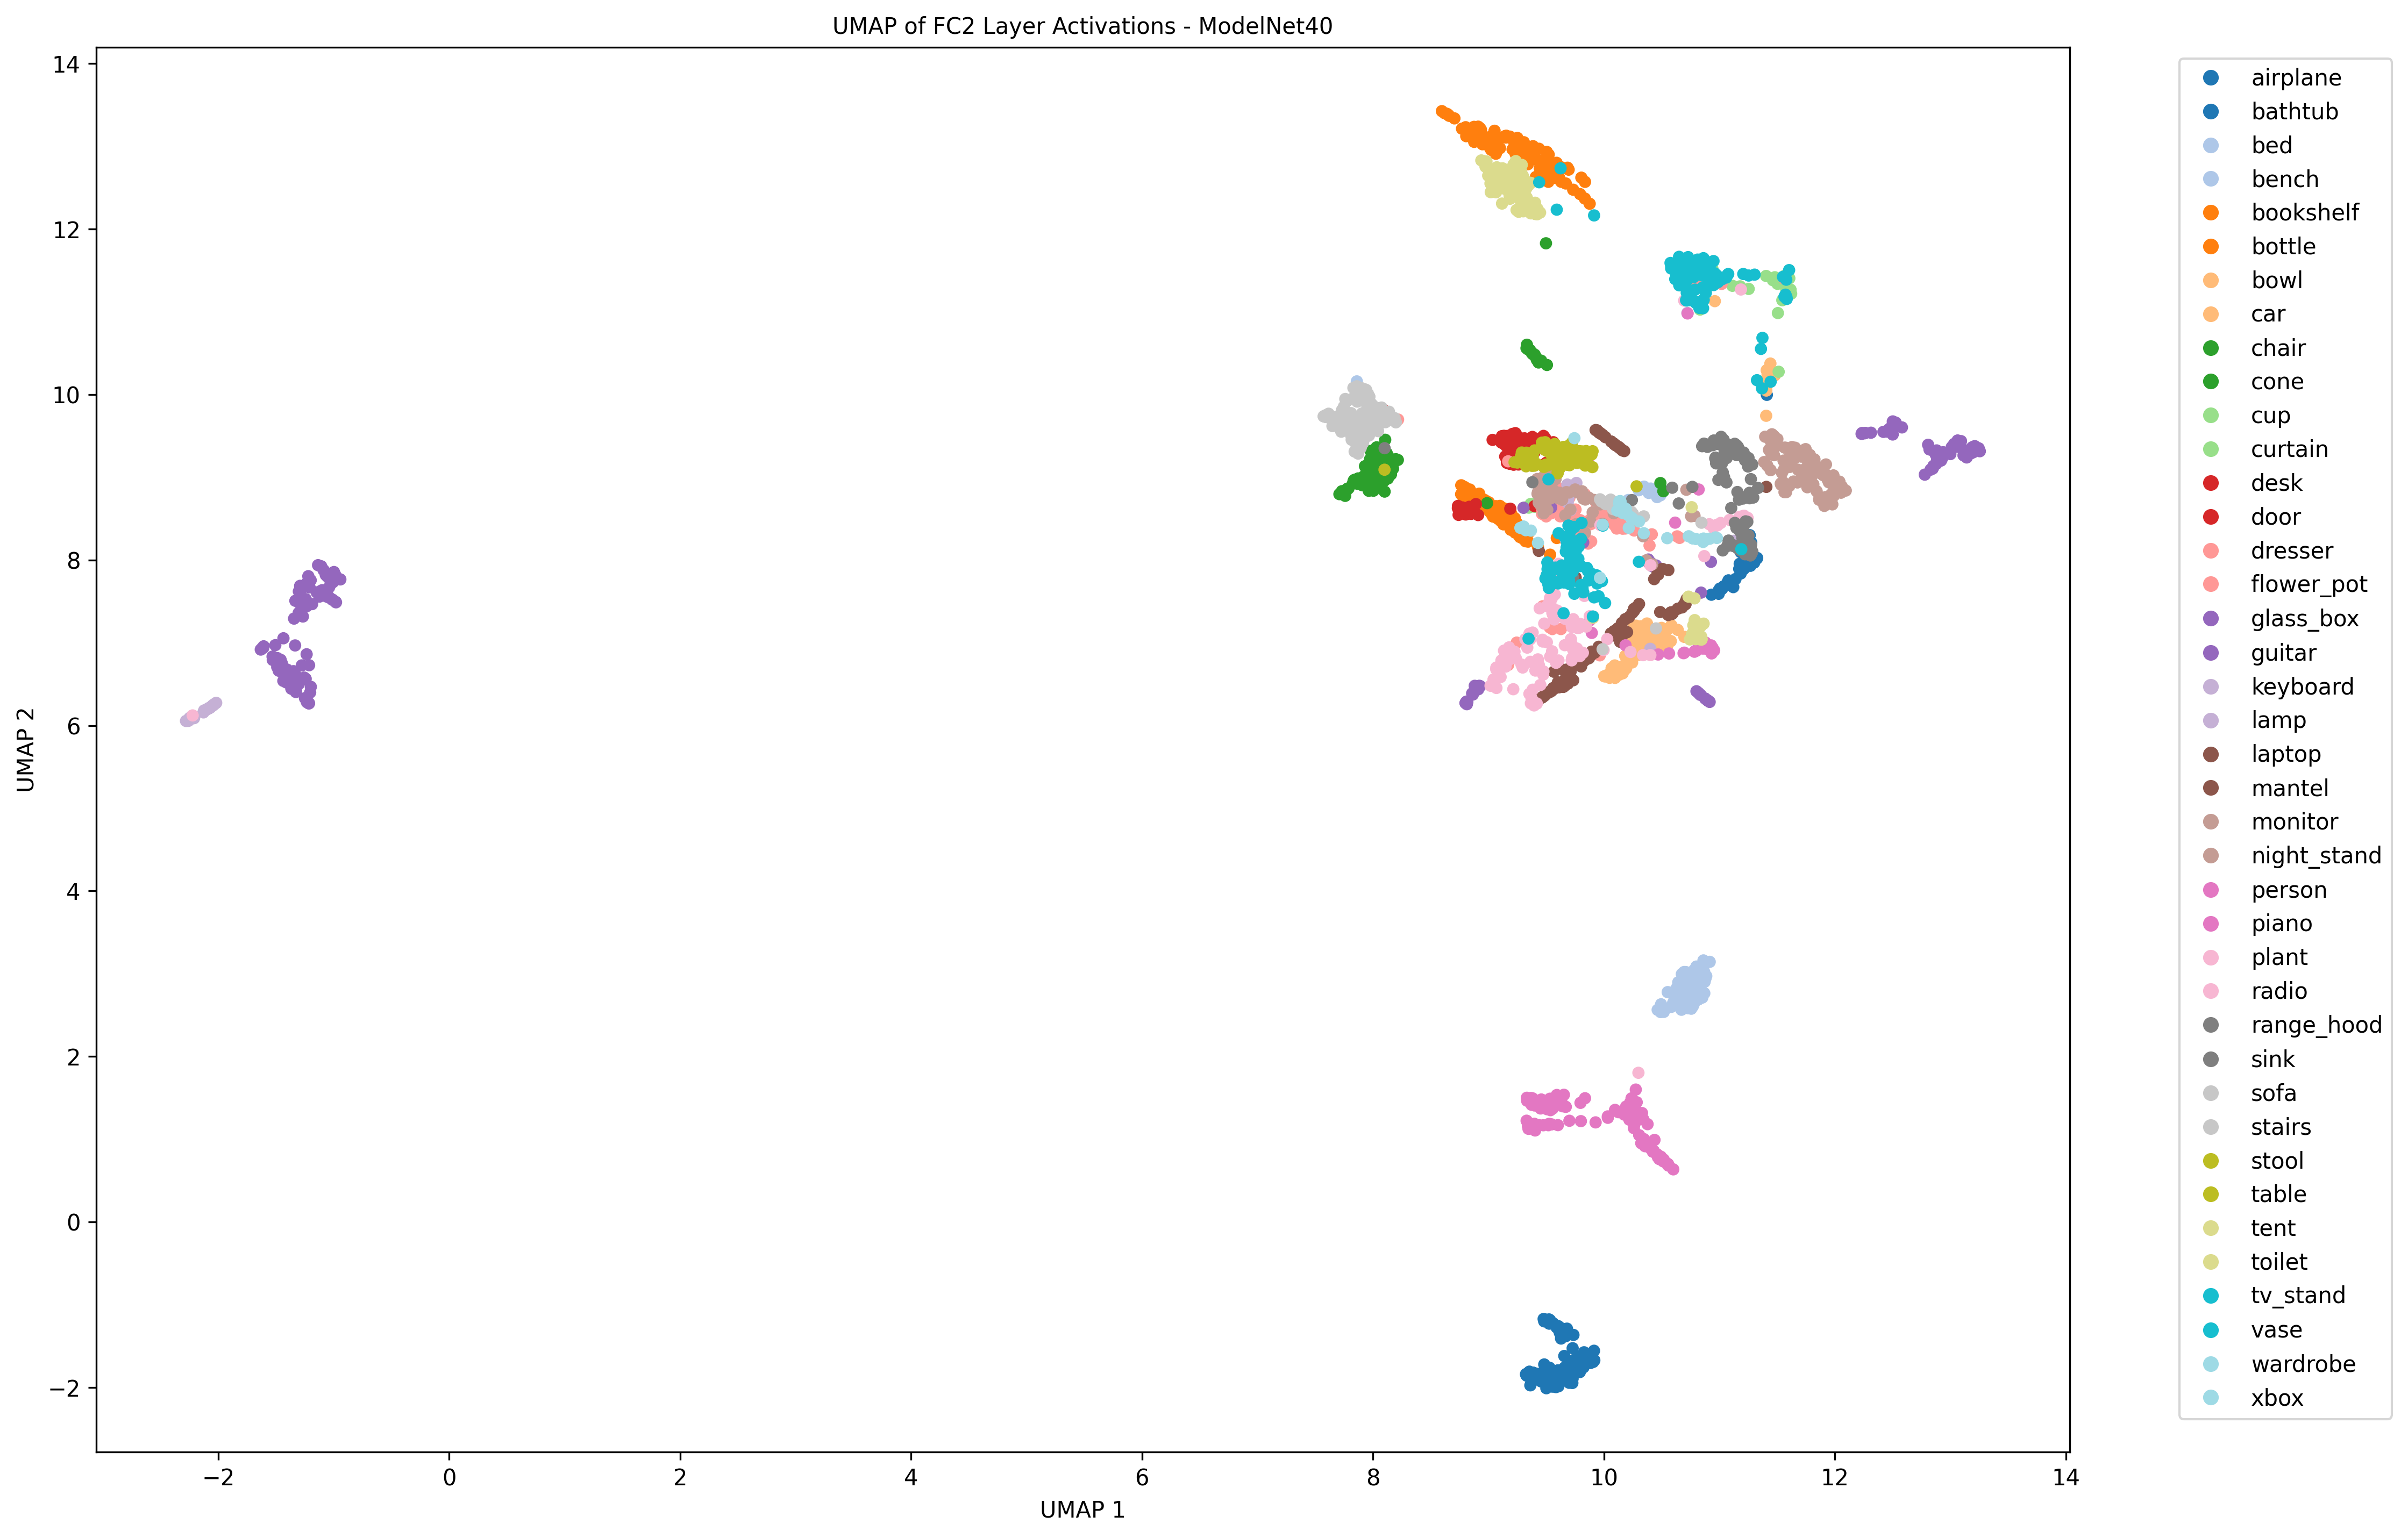 UMAP of FC2 Layer Activations - ModelNet40
14
12
10
8
6
4
2
0
−2
UMAP 2
−2
0
2
4
6
8
10
12
14
UMAP 1
airplane
bathtub
bed
bench
bookshelf
bottle
bowl
car
chair
cone
cup
curtain
desk
door
dresser
flower_pot
glass_box
guitar
keyboard
lamp
laptop
mantel
monitor
night_stand
person
piano
plant
radio
range_hood
sink
sofa
stairs
stool
table
tent
toilet
tv_stand
vase
wardrobe
xbox